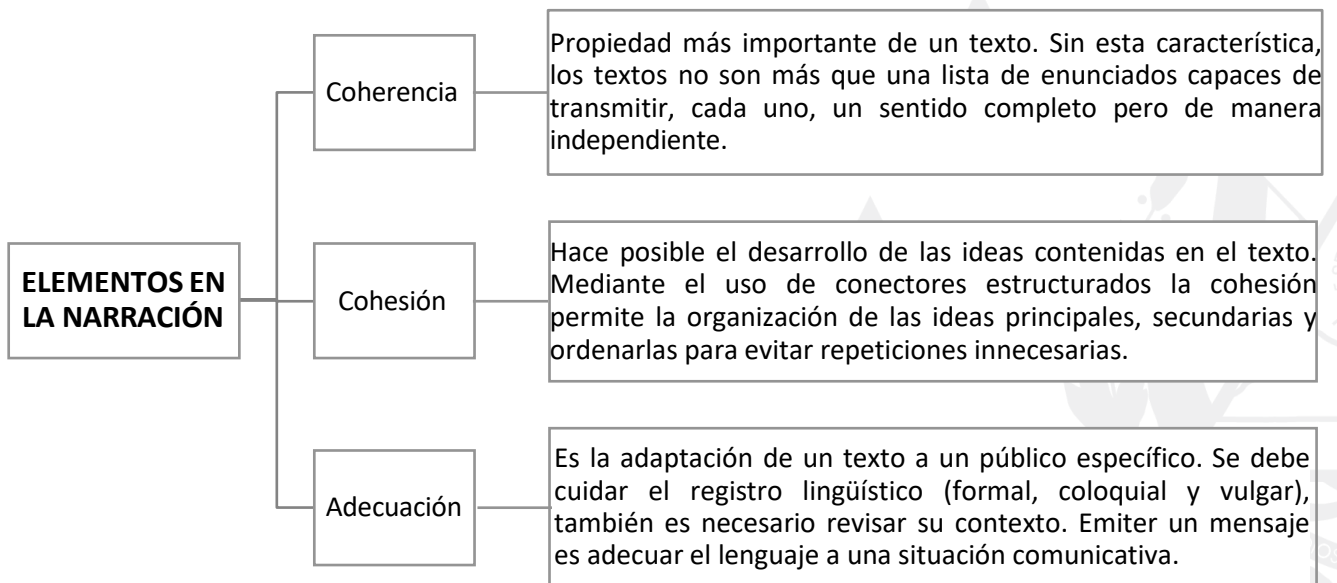 ELEMENTOS EN
LA NARRACIÓN
Coherencia
Propiedad más importante de un texto. Sin esta característica,
los textos no son más que una lista de enunciados capaces de
transmitir, cada uno, un sentido completo pero de manera
independiente.
Cohesión
Hace posible el desarrollo de las ideas contenidas en el texto.
Mediante el uso de conectores estructurados la cohesión
permite la organización de las ideas principales, secundarias y
ordenarlas para evitar repeticiones innecesarias.
Adecuación
Es la adaptación de un texto a un público específico. Se debe
cuidar el registro lingüístico (formal, coloquial y vulgar),
también es necesario revisar su contexto. Emiter un mensaje
es adecuar el lenguaje a una situación comunicativa.